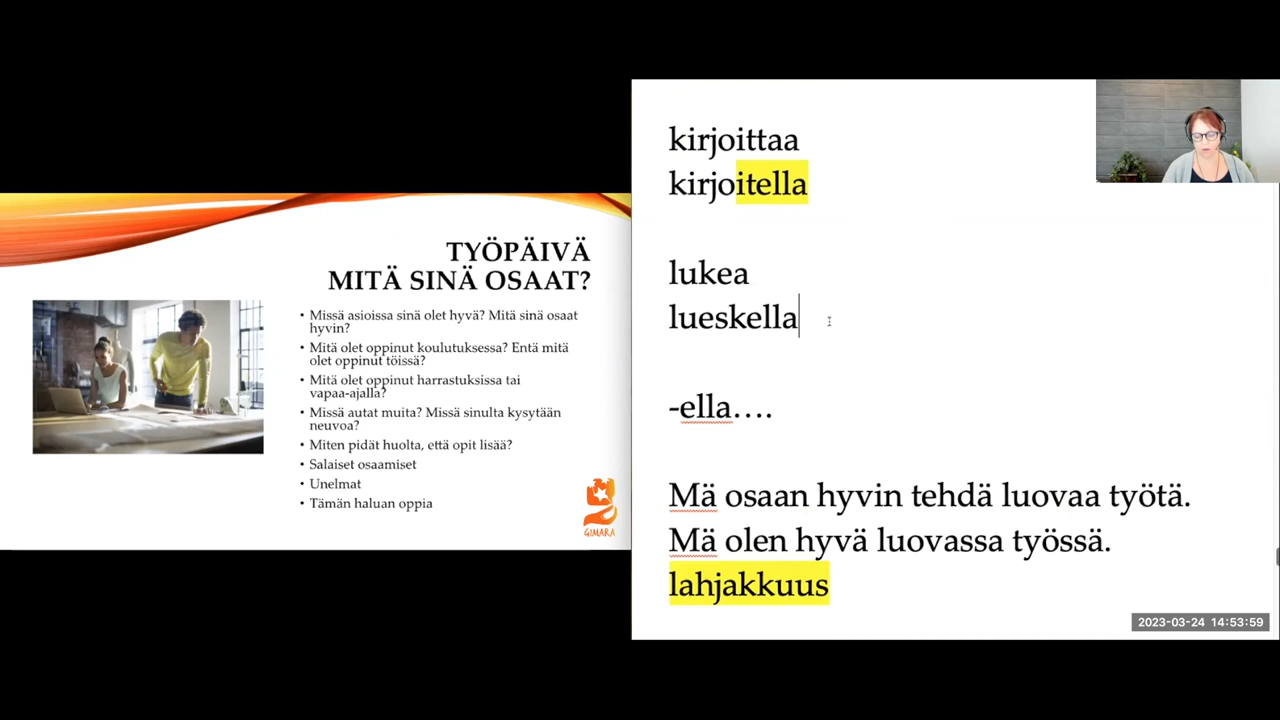 TYÖPÄIVÄ
MITÄ SINÄ OSAAT?
• Missä asioissa sinä olet hyvä? Mitä sinä osaat
hyvin?
• Mitä olet oppinut koulutuksessa? Entä mitä
olet oppinut töissä?
• Mitä olet oppinut harrastuksissa tai
vapaa-ajalla?
• Missä autat muita? Missä sinulta kysytään
neuvoa?
• Miten pidät huolta, että opit lisää?
• Salaiset osaamiset
• Unelmat
• Tämän haluan oppia
GIMARA
kirjoittaa
kirjoitella
lukea
lueskella
-ella….
Mä osaan hyvin tehdä luovaa työtä.
Mä olen hyvä luovassa työssä.
lahjakkuus
2023-03-24 14:53:59